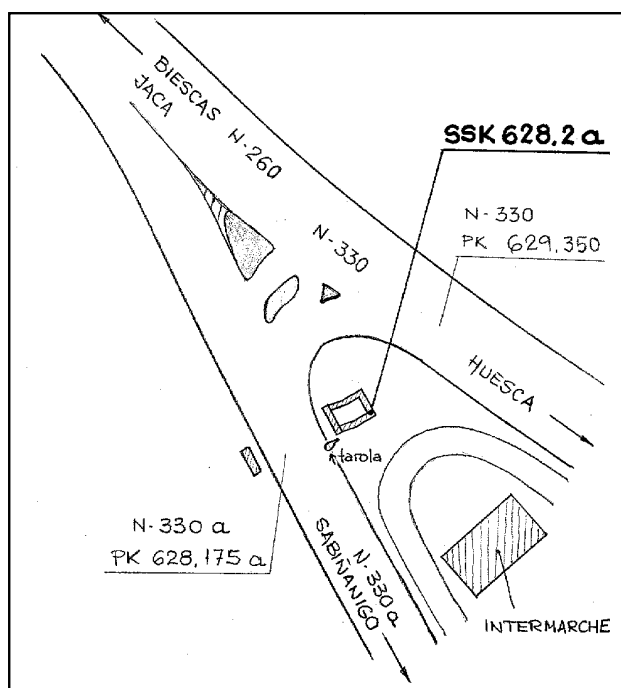 BIESCAS
JACA
N-260
SSK 628,2 a
N-330
PK 629,350
N-330
HUESCA
farola
N-330 a
PK 628,175 a
SABIÑANIGO
N-330a
INTERMARCHE